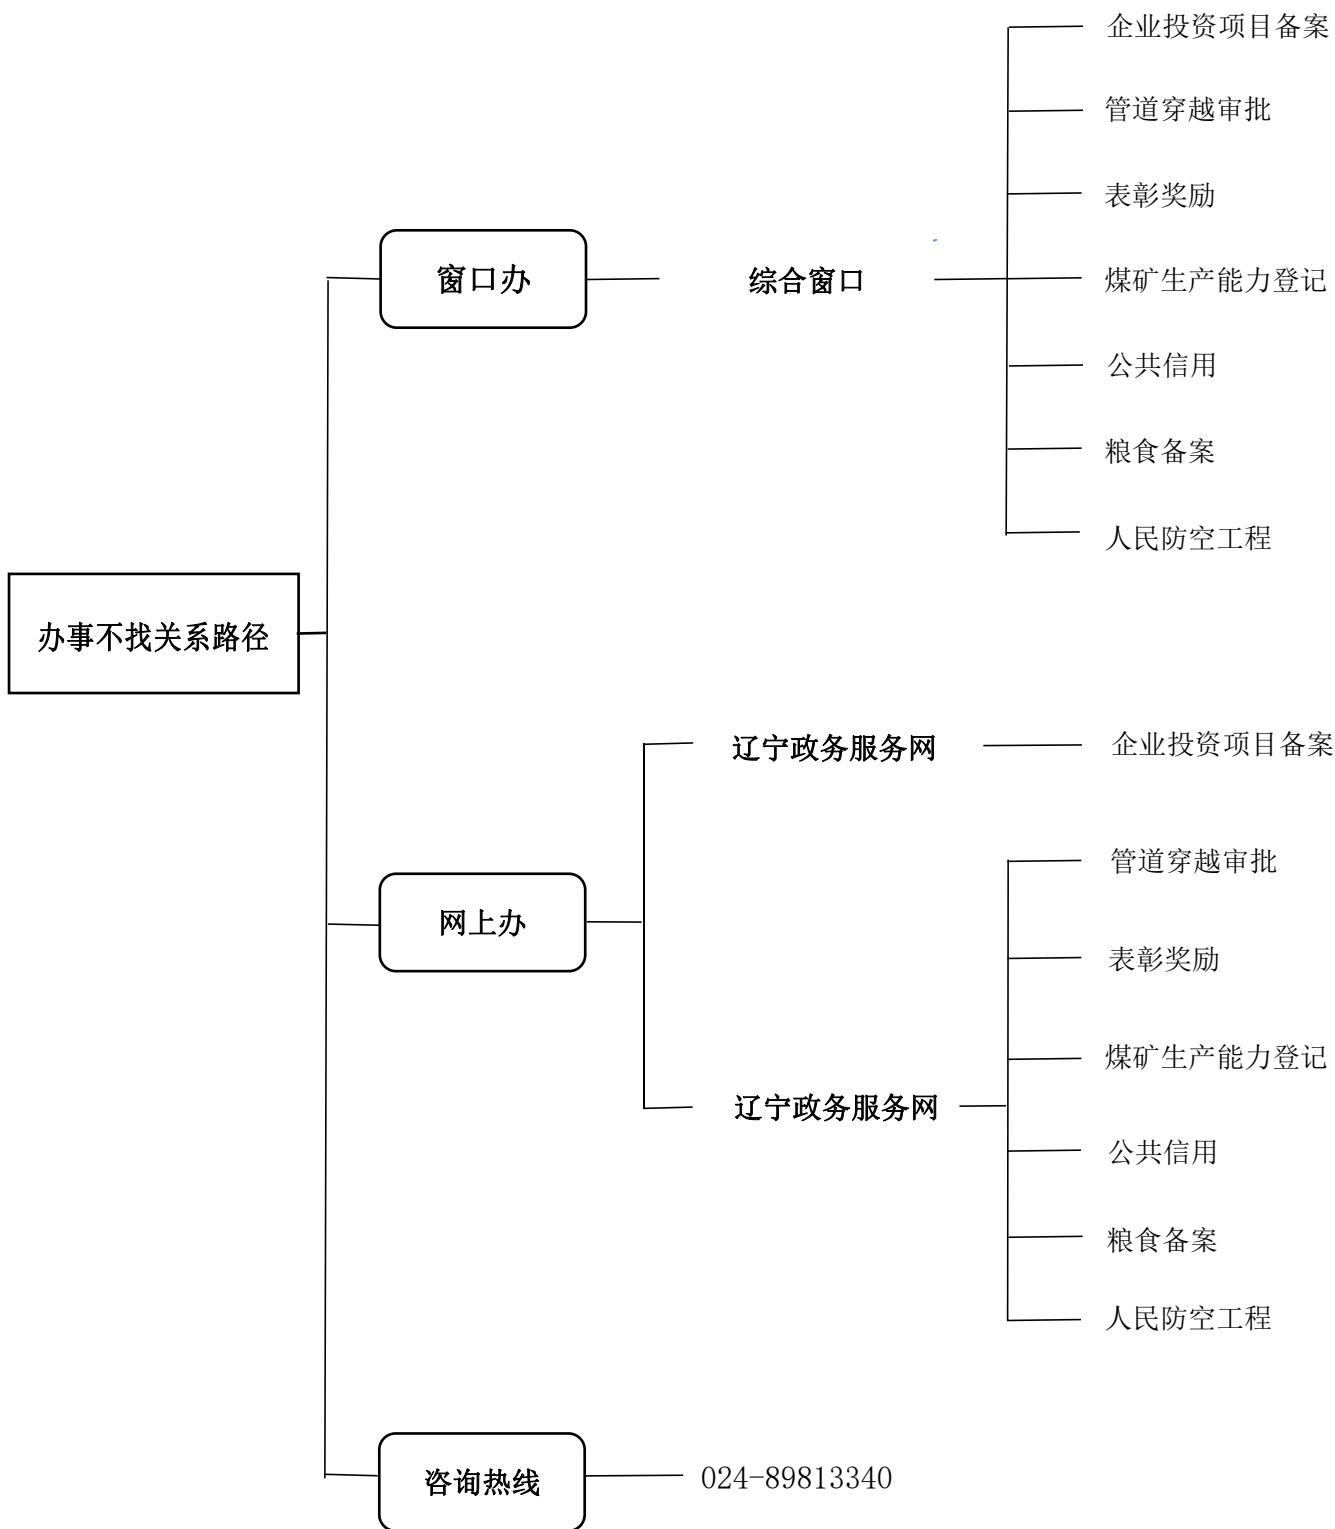 企业投资项目备案
管道穿越审批
表彰奖励
窗口办
综合窗口
煤矿生产能力登记
公共信用
粮食备案
人民防空工程
办事不找关系路径
辽宁政务服务网
企业投资项目备案
管道穿越审批
网上办
表彰奖励
煤矿生产能力登记
辽宁政务服务网
公共信用
粮食备案
人民防空工程
咨询热线
024-89813340